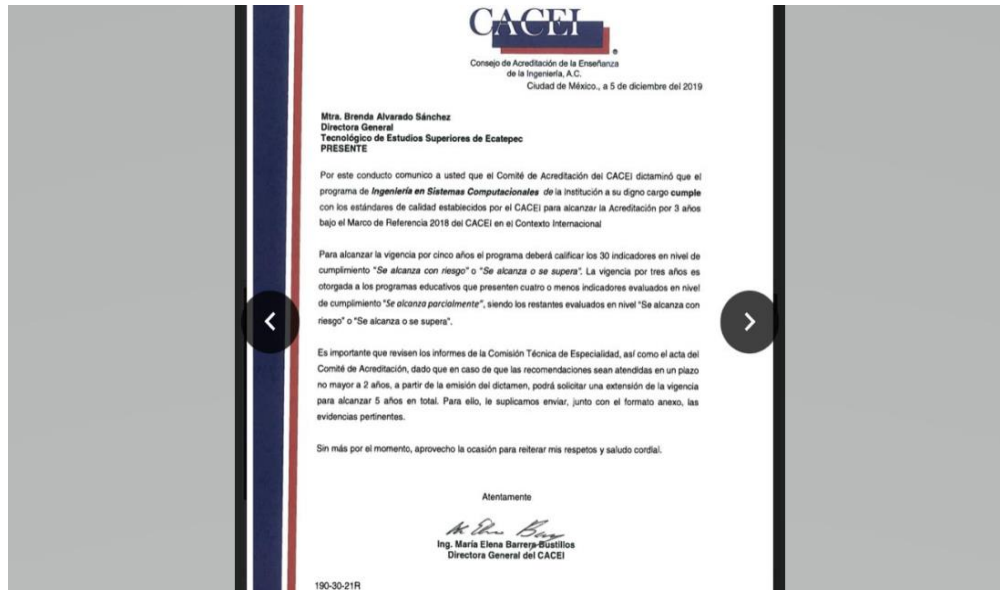 CACEI
®
Consejo de Acreditación de la Enseñanza
de la Ingeniería, A.C.
Ciudad de México., a 5 de diciembre del 2019
Mtra. Brenda Alvarado Sánchez
Directora General
Tecnológico de Estudios Superiores de Ecatepec
PRESENTE
Por este conducto comunico a usted que el Comité de Acreditación del CACEI dictaminó que el
programa de Ingeniería en Sistemas Computacionales de la Institución a su digno cargo cumple
con los estándares de calidad establecidos por el CACEI para alcanzar la Acreditación por 3 años
bajo el Marco de Referencia 2018 del CACEI en el Contexto Internacional
Para alcanzar la vigencia por cinco años el programa deberá calificar los 30 indicadores en nivel de
cumplimiento "Se alcanza con riesgo" o "Se alcanza o se supera". La vigencia por tres años es
otorgada a los programas educativos que presenten cuatro o menos indicadores evaluados en nivel
de cumplimiento "Se alcanza parcialmente", siendo los restantes evaluados en nivel "Se alcanza con
riesgo" o "Se alcanza o se supera".
Es importante que revisen los informes de la Comisión Técnica de Especialidad, así como el acta del
Comité de Acreditación, dado que en caso de que las recomendaciones sean atendidas en un plazo
no mayor a 2 años, a partir de la emisión del dictamen, podrá solicitar una extensión de la vigencia
para alcanzar 5 años en total. Para ello, le suplicamos enviar, junto con el formato anexo, las
evidencias pertinentes.
Sin más por el momento, aprovecho la ocasión para reiterar mis respetos y saludo cordial.
Atentamente
Ing. María Elena Barrera Bustillos
Directora General del CACEI
190-30-21R